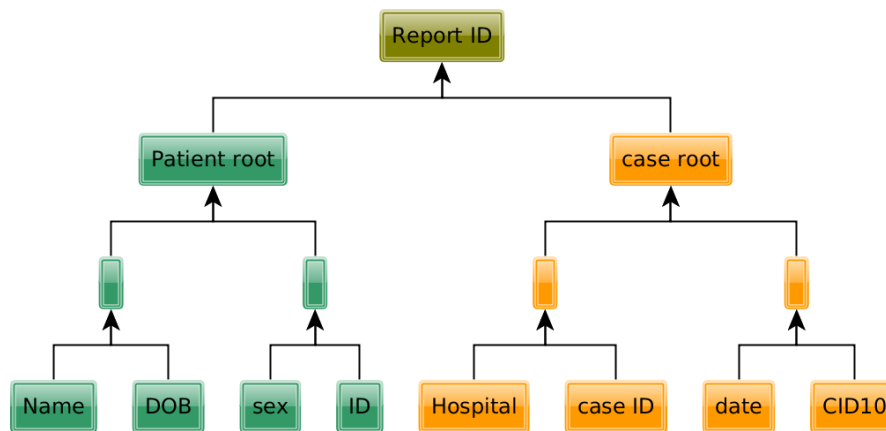 Report ID
Patient root
case root
Name
DOB
sex
ID
Hospital
case ID
date
CID10